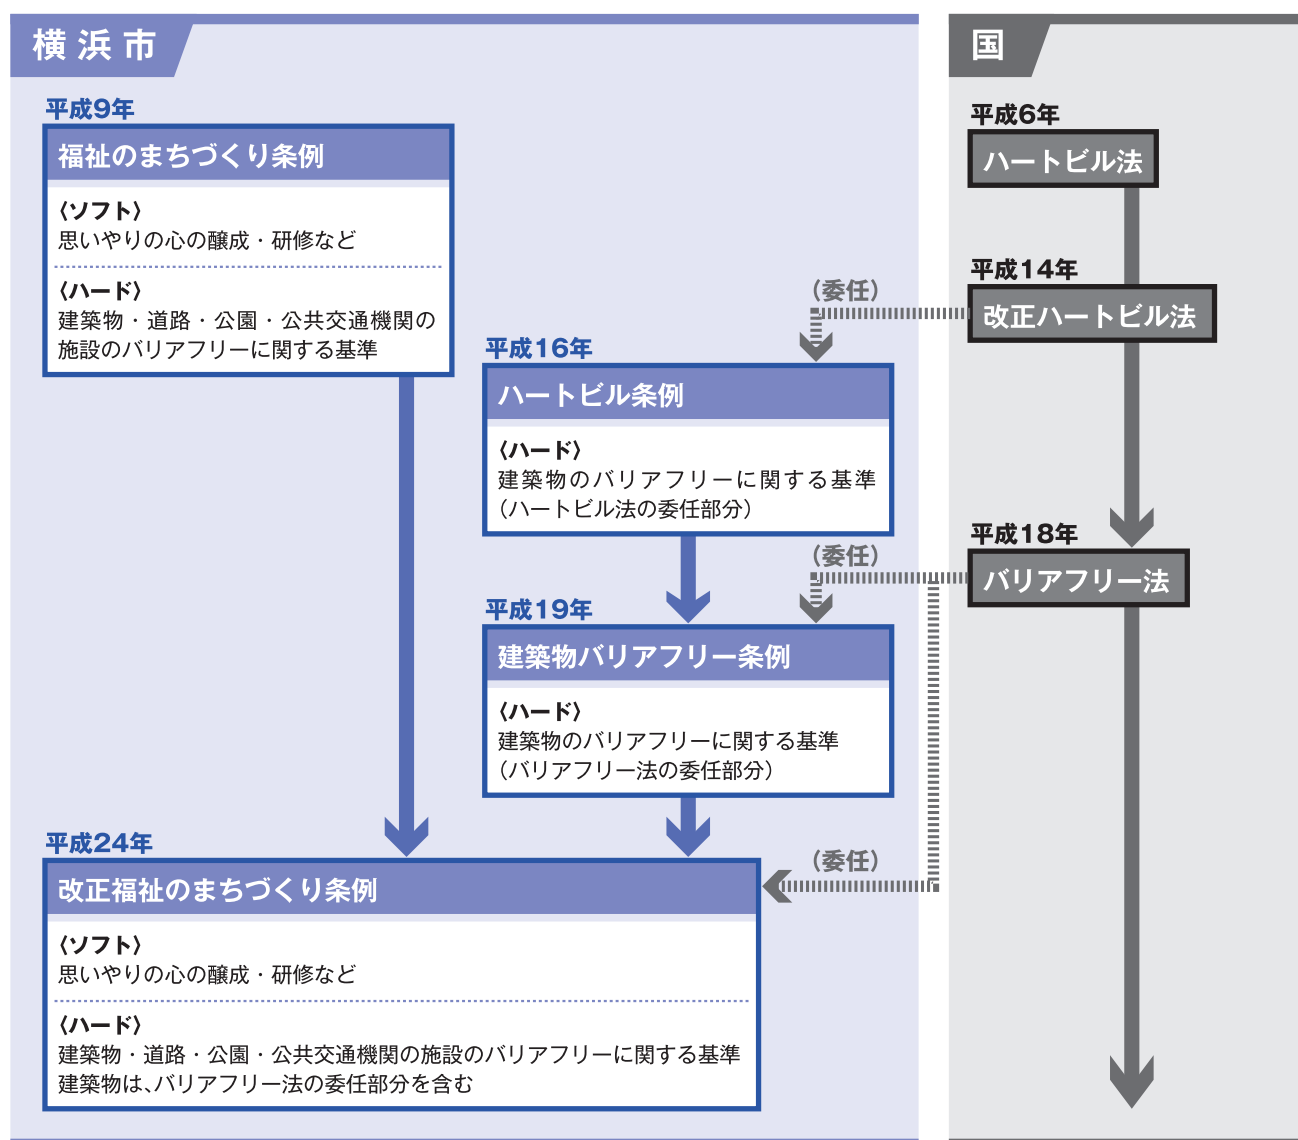 横浜市
平成9年
福祉のまちづくり条例
〈ソフト〉
思いやりの心の醸成・研修など
〈ハード〉
建築物・道路・公園・公共交通機関の
施設のバリアフリーに関する基準
（委任）
平成16年
ハートビル条例
〈ハード〉
建築物のバリアフリーに関する基準
（ハートビル法の委任部分）
（委任）
平成19年
建築物バリアフリー条例
〈ハード〉
建築物のバリアフリーに関する基準
（バリアフリー法の委任部分）
平成24年
（委任）
改正福祉のまちづくり条例
〈ソフト〉
思いやりの心の醸成・研修など
〈ハード〉
建築物・道路・公園・公共交通機関の施設のバリアフリーに関する基準
建築物は、バリアフリー法の委任部分を含む
国
平成6年
ハートビル法
平成14年
改正ハートビル法
平成18年
バリアフリー法